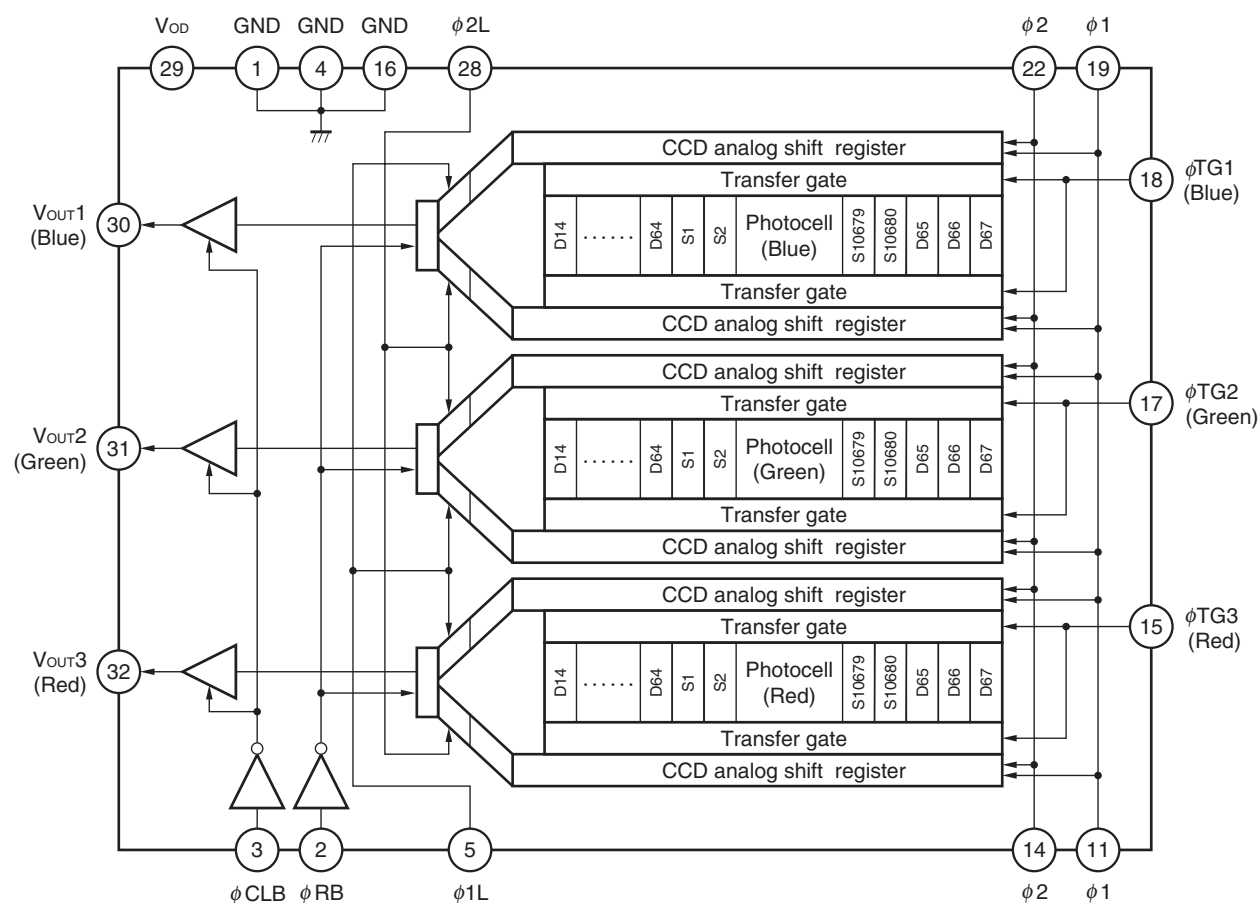 VOD GND GND GND ϕ2L ϕ2 ϕ1
29 1 4 16 28 22 19
CCD analog shift register
Transfer gate
ϕTG1
(Blue)
18
VOUT1
(Blue)
30
D14 ...... D64 S1 S2 Photocell
(Blue) S10679 S10680 D65 D66 D67
Transfer gate
CCD analog shift register
CCD analog shift register
Transfer gate
17
ϕTG2
(Green)
VOUT2
(Green)
31
D14 ...... D64 S1 S2 Photocell
(Green) S10679 S10680 D65 D66 D67
Transfer gate
CCD analog shift register
CCD analog shift register
Transfer gate
15
ϕTG3
(Red)
VOUT3
(Red)
32
D14 ...... D64 S1 S2 Photocell
(Red) S10679 S10680 D65 D66 D67
Transfer gate
CCD analog shift register
3 2 5 14 11
ϕCLB ϕRB ϕ1L ϕ2 ϕ1